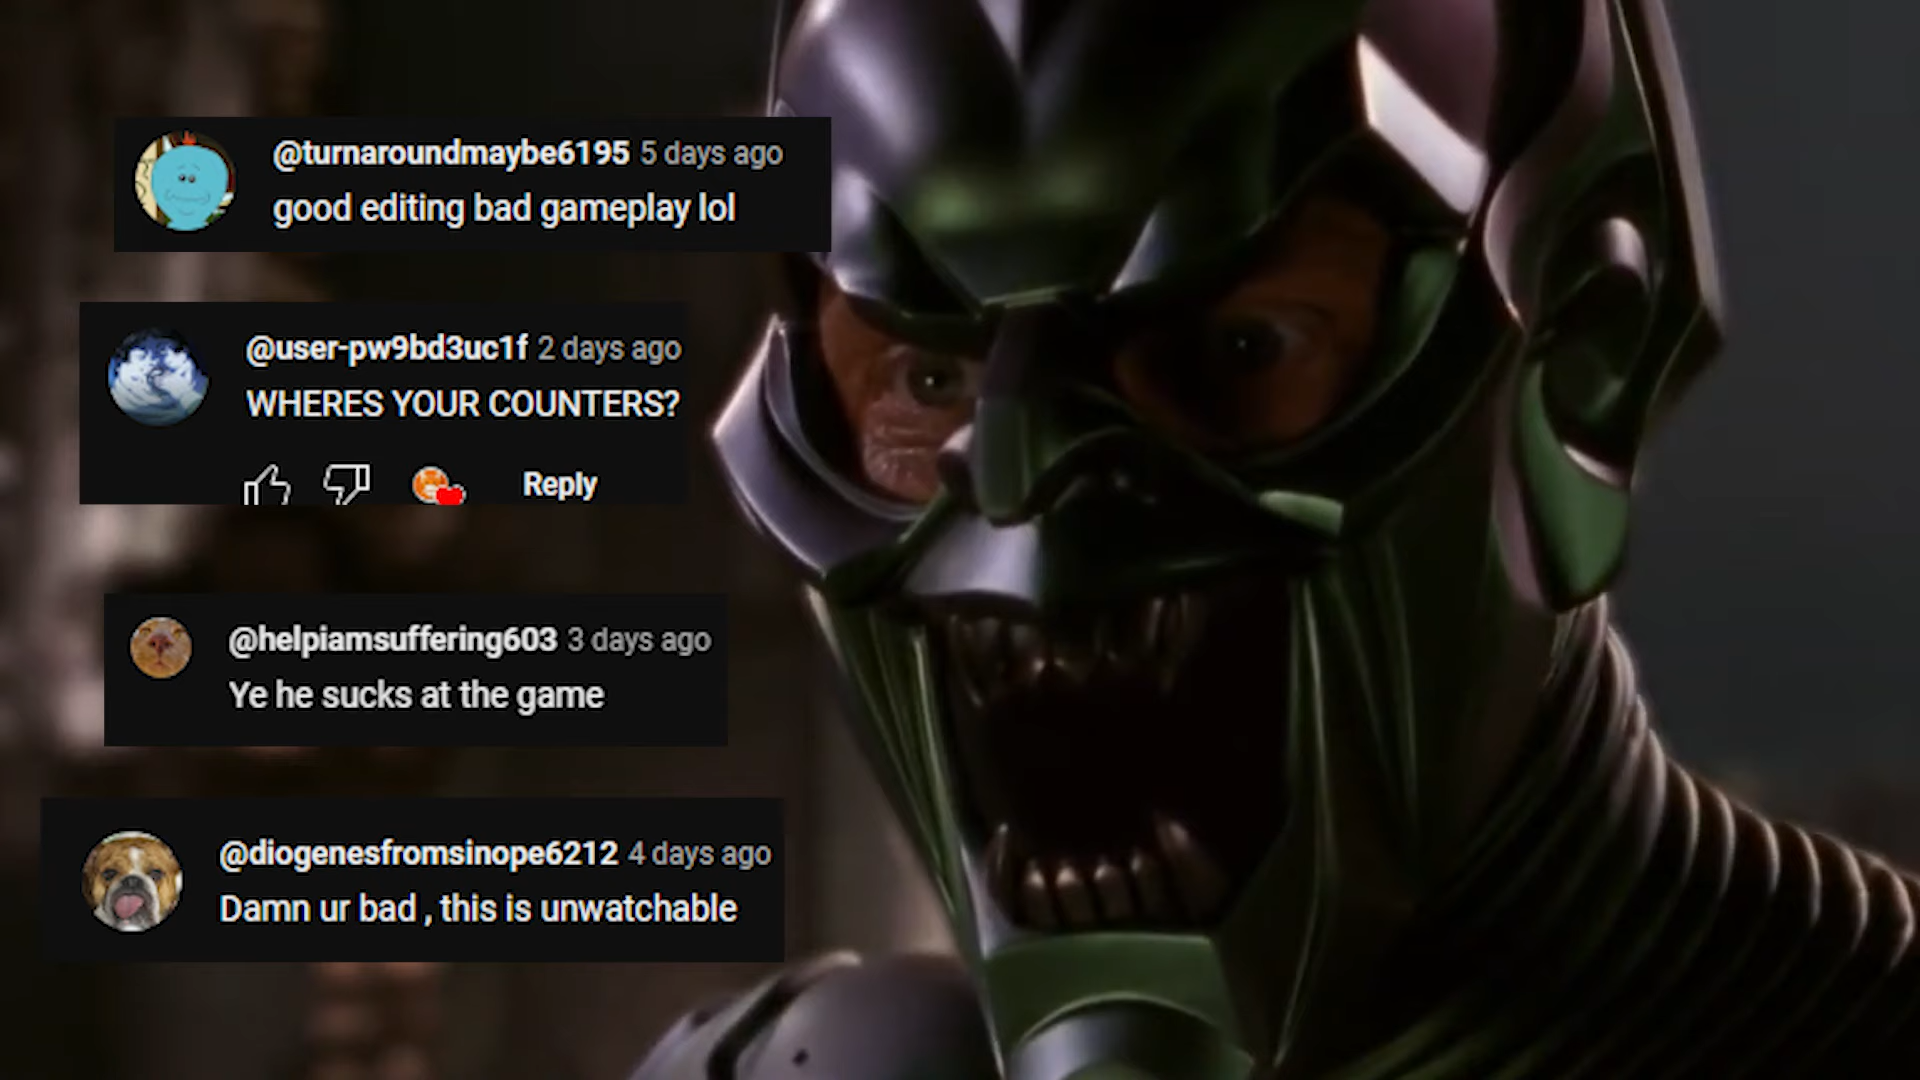 @turnaroundmaybe6195 5 days ago
good editing bad gameplay lol
@user-pw9bd3uc1f 2 days ago
WHERES YOUR COUNTERS?
Reply
@helpiamsuffering603 3 days ago
Ye he sucks at the game
@diogenesfromsinope6212 4 days ago
Damn ur bad , this is unwatchable